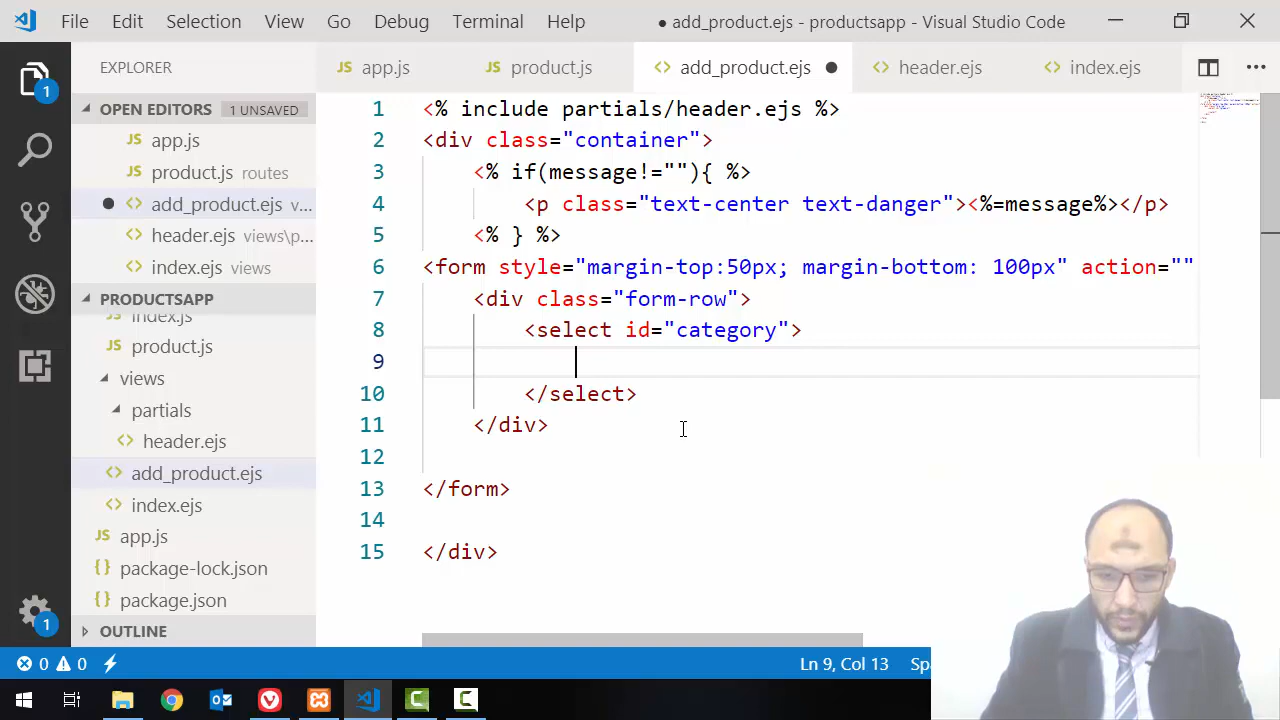 File Edit Selection View Go Debug Terminal Help
● add_product.ejs - productsapp - Visual Studio Code
EXPLORER
OPEN EDITORS 1 UNSAVED
JS app.js
JS product.js routes
add_product.ejs v...
header.ejs views\p...
index.ejs views
PRODUCTSAPP
JS index.js
JS product.js
views
partials
header.ejs
add_product.ejs
index.ejs
JS app.js
{} package-lock.json
{} package.json
OUTLINE
1
1
JS app.js
JS product.js
<> add_product.ejs ●
<> header.ejs
<> index.ejs
1 <% include partials/header.ejs %>
2 <div class="container">
3 <% if(message!=""){ %>
4 <p class="text-center text-danger"><%=message%></p>
5 <% } %>
6 <form style="margin-top:50px; margin-bottom: 100px" action=""
7 <div class="form-row">
8 <select id="category">
9
10 </select>
11 </div>
12
13 </form>
14
15 </div>
0 0
Ln 9, Col 13 Sp